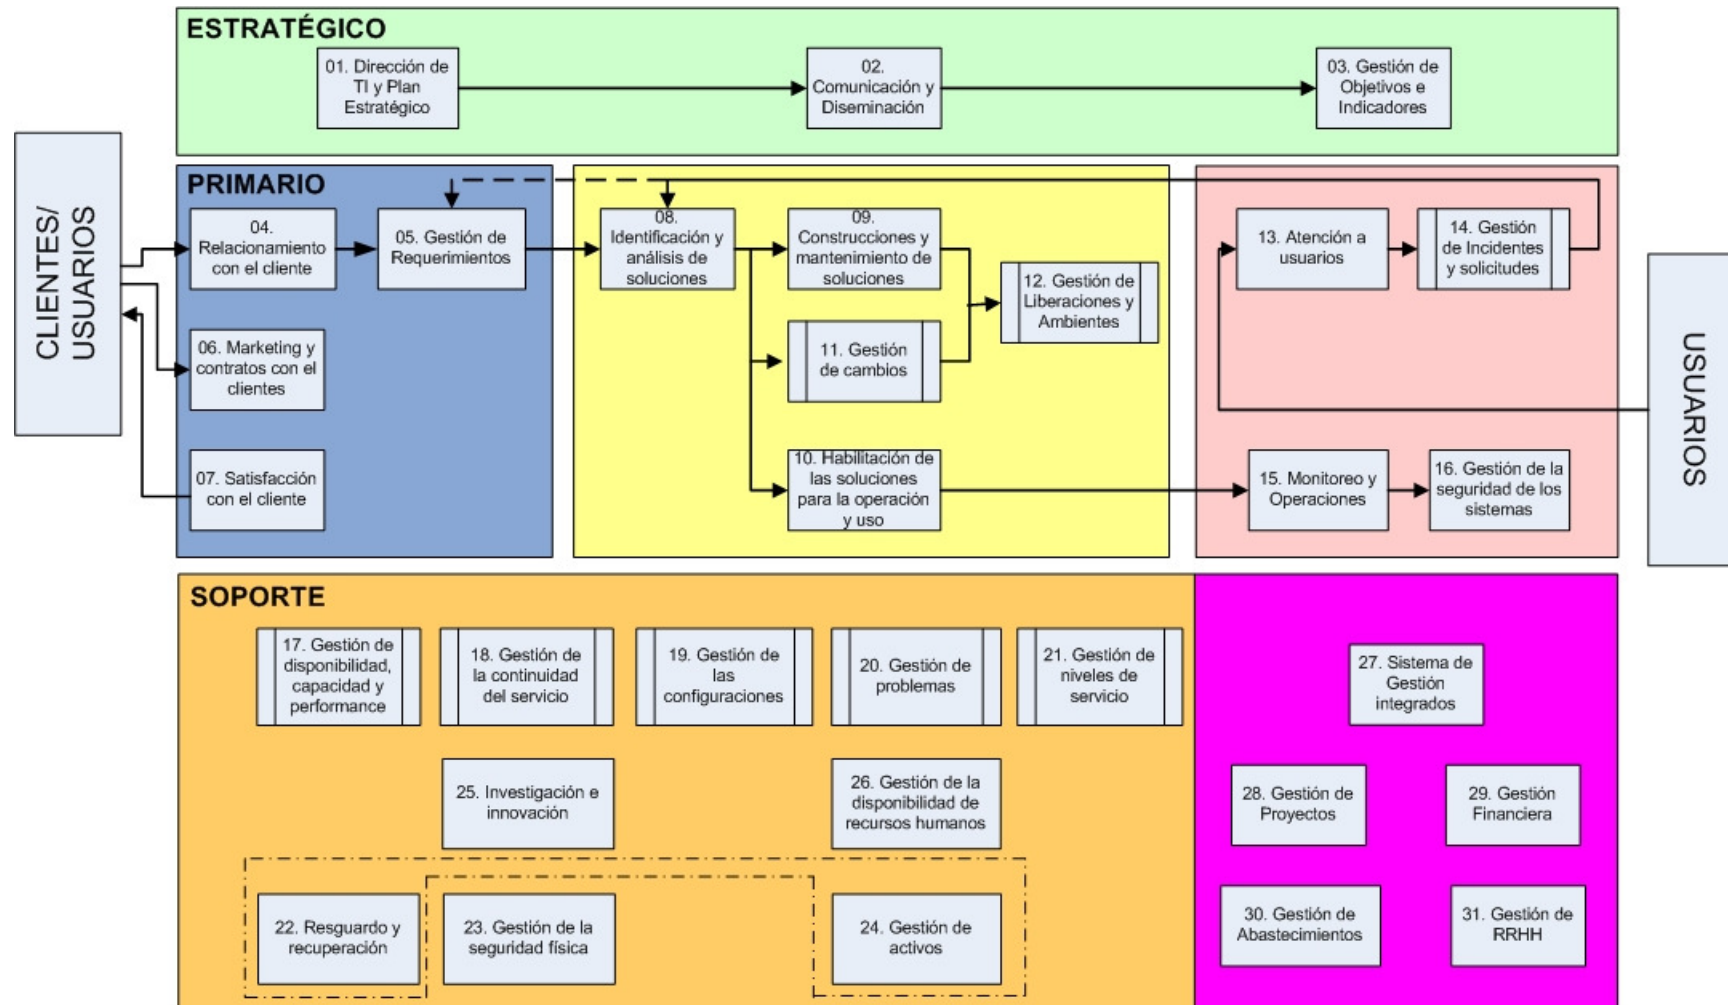 ESTRATÉGICO
01. Dirección de
TI y Plan
Estratégico
02.
Comunicación y
Diseminación
03. Gestión de
Objetivos e
Indicadores
CLIENTES/
USUARIOS
PRIMARIO
04.
Relacionamiento
con el cliente
05. Gestión de
Requerimientos
06. Marketing y
contratos con el
clientes
07. Satisfacción
con el cliente
08.
Identificación y
análisis de
soluciones
09.
Construcciones y
mantenimiento de
soluciones
11. Gestión
de cambios
10. Habilitación de
las soluciones
para la operación
y uso
12. Gestión de
Liberaciones y
Ambientes
13. Atención a
usuarios
14. Gestión
de Incidentes
y solicitudes
15. Monitoreo y
Operaciones
16. Gestión de la
seguridad de los
sistemas
USUARIOS
SOPORTE
17. Gestión de
disponibilidad,
capacidad y
performance
18. Gestión de
la continuidad
del servicio
19. Gestión de
las
configuraciones
20. Gestión de
problemas
21. Gestión de
niveles de
servicio
25. Investigación e
innovación
26. Gestión de la
disponibilidad de
recursos humanos
22. Resguardo y
recuperación
23. Gestión de la
seguridad física
24. Gestión de
activos
27. Sistema de
Gestión
integrados
28. Gestión de
Proyectos
29. Gestión
Financiera
30. Gestión de
Abastecimientos
31. Gestión de
RRHH